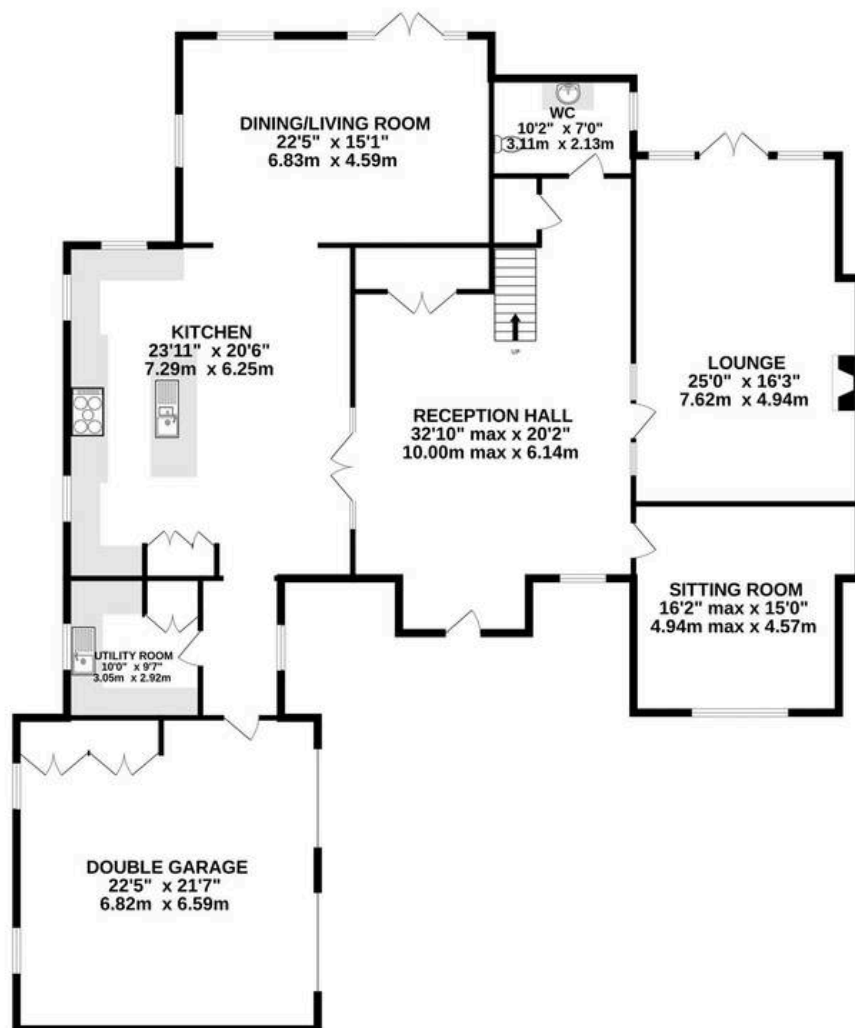 DINING/LIVING ROOM
22'5" x 15'1"
6.83m x 4.59m
WC
10'2" x 7'0"
3.11m x 2.13m
KITCHEN
23'11" x 20'6"
7.29m x 6.25m
UP
RECEPTION HALL
32'10" max x 20'2"
10.00m max x 6.14m
LOUNGE
25'0" x 16'3"
7.62m x 4.94m
SITTING ROOM
16'2" max x 15'0"
4.94m max x 4.57m
UTILITY ROOM
10'0" x 9'7"
3.05m x 2.92m
DOUBLE GARAGE
22'5" x 21'7"
6.82m x 6.59m